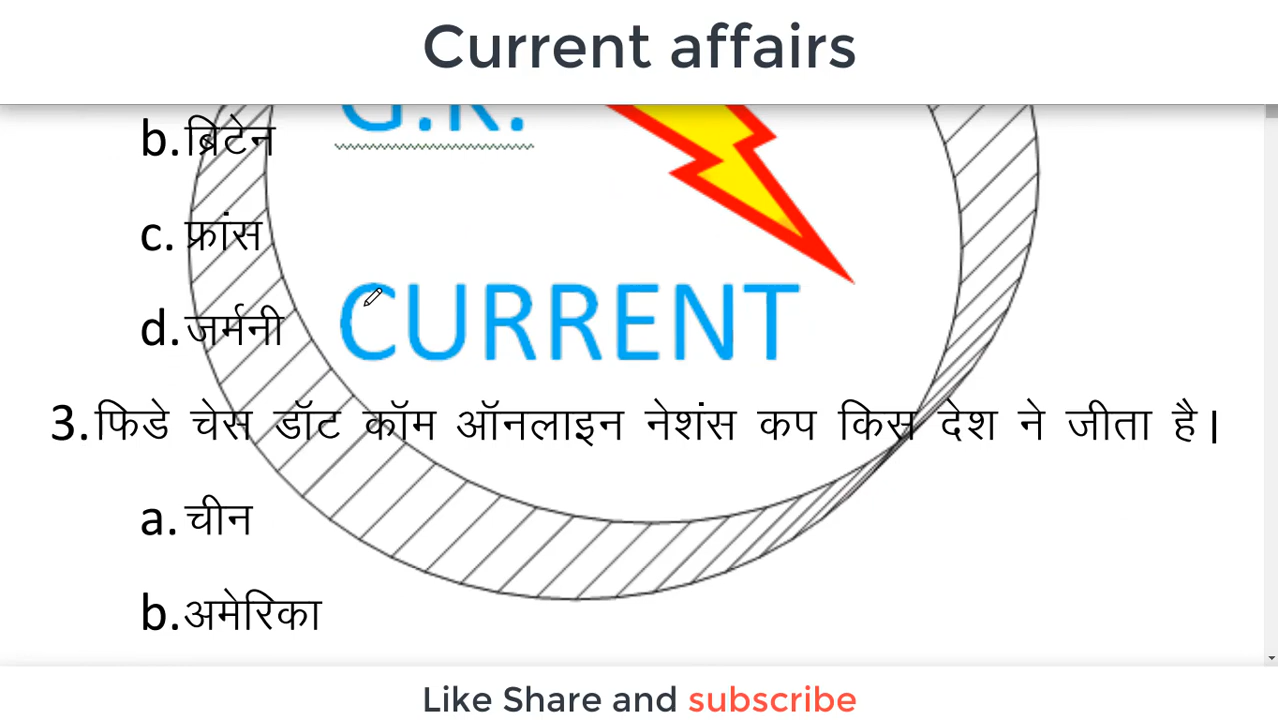 Current affairs
G.K.
b. ब्रिटेन
c. फ्रांस
d. जर्मनी
CURRENT
3. फिडे चेस डॉट कॉम ऑनलाइन नेशंस कप किस देश ने जीता है।
a. चीन
b. अमेरिका
Like Share and subscribe